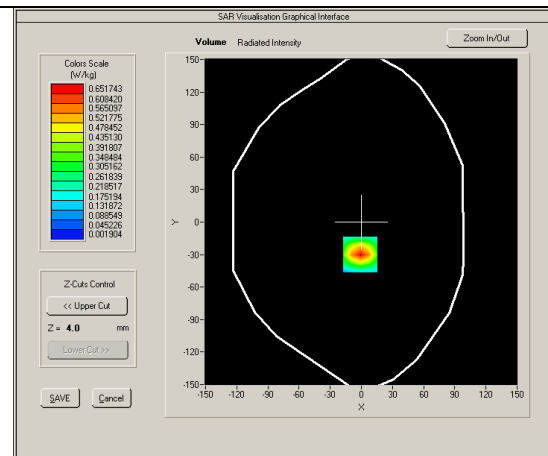 SAR Visualisation Graphical Interface
Volume Radiated Intensity
Zoom In/Out
Colors Scale
(W/kg)
0.651743
0.608420
0.565097
0.521775
0.478452
0.435130
0.391807
0.348484
0.305162
0.261839
0.218517
0.175194
0.131872
0.088549
0.045226
0.001904
Z-Cuts Control
<< Upper Cut
Z = 4.0 mm
Lower Cut >>
SAVE Cancel
150
120
90
60
30
0
-30
-60
-90
-120
-150
Y
-150 -120 -90 -60 -30 0 30 60 90 120 150
X